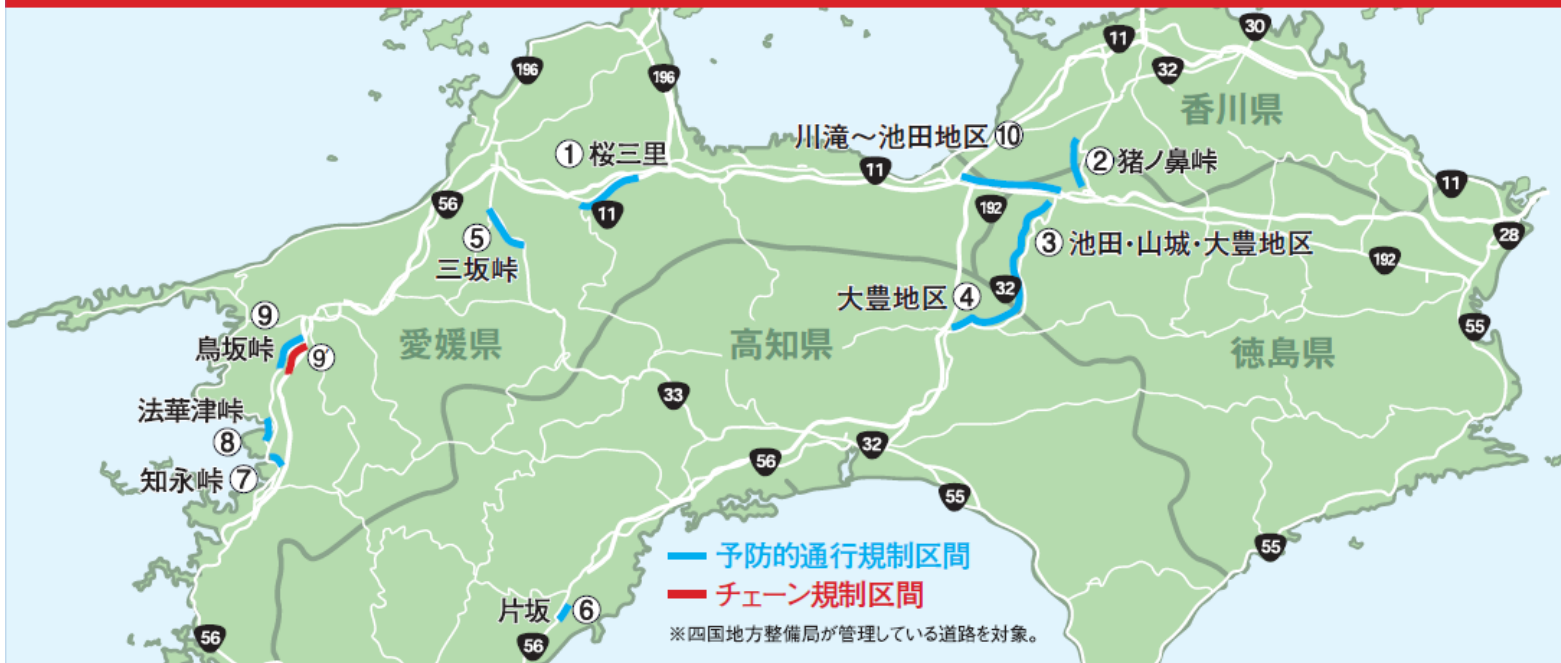 196
196
11
30
32
香川県
川滝～池田地区⑩
①桜三里
11
②猪ノ鼻峠
11
56
11
192
28
⑤
三坂峠
③池田・山城・大豊地区
192
大豊地区④
32
⑨
鳥坂峠
⑨'
愛媛県
高知県
徳島県
55
33
法華津峠
⑧
32
56
知永峠⑦
55
55
予防的通行規制区間
チェーン規制区間
片坂⑥
※四国地方整備局が管理している道路を対象。
56
56